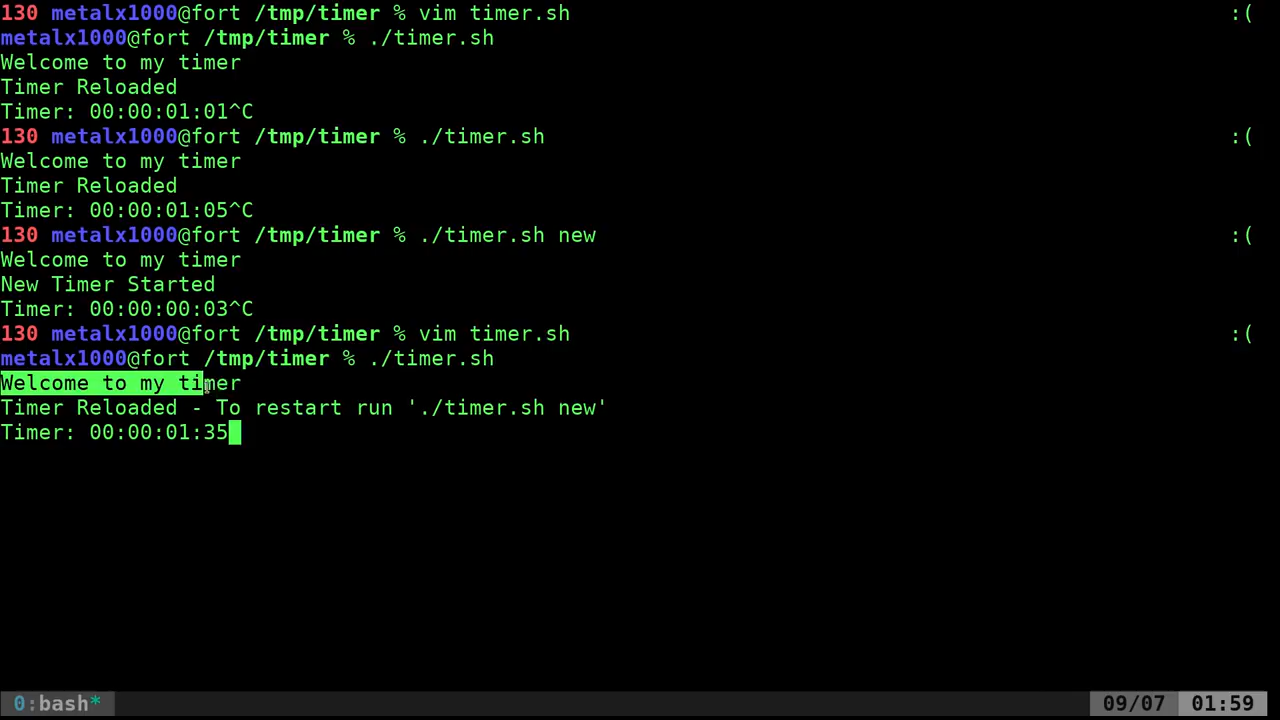 130 metalx1000@fort /tmp/timer % vim timer.sh :(
metalx1000@fort /tmp/timer % ./timer.sh
Welcome to my timer
Timer Reloaded
Timer: 00:00:01:01^C
130 metalx1000@fort /tmp/timer % ./timer.sh :(
Welcome to my timer
Timer Reloaded
Timer: 00:00:01:05^C
130 metalx1000@fort /tmp/timer % ./timer.sh new :(
Welcome to my timer
New Timer Started
Timer: 00:00:00:03^C
130 metalx1000@fort /tmp/timer % vim timer.sh :(
metalx1000@fort /tmp/timer % ./timer.sh
Welcome to my timer
Timer Reloaded - To restart run './timer.sh new'
Timer: 00:00:01:35
0:bash* 09/07 01:59